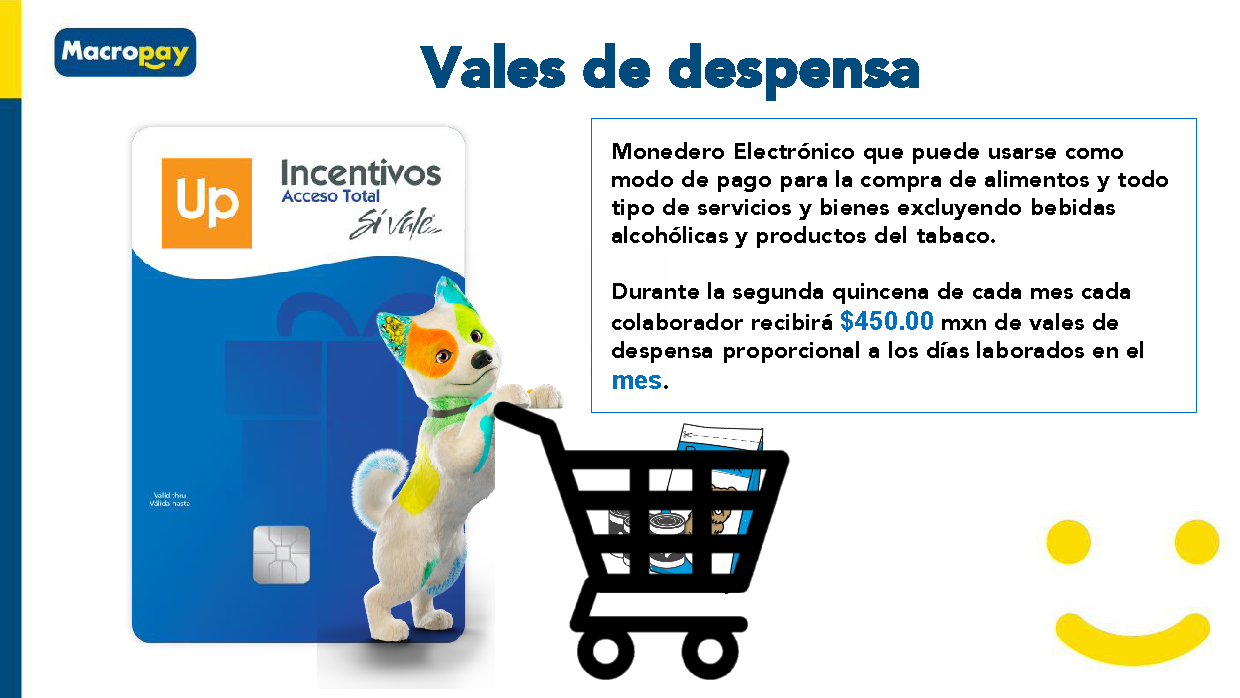 Macropay
Vales de despensa
Up
Incentivos
Acceso Total
Sí Vale
Valid thru
Válida hasta
Monedero Electrónico que puede usarse como
modo de pago para la compra de alimentos y todo
tipo de servicios y bienes excluyendo bebidas
alcohólicas y productos del tabaco.
Durante la segunda quincena de cada mes cada
colaborador recibirá $450.00 mxn de vales de
despensa proporcional a los días laborados en el
mes.